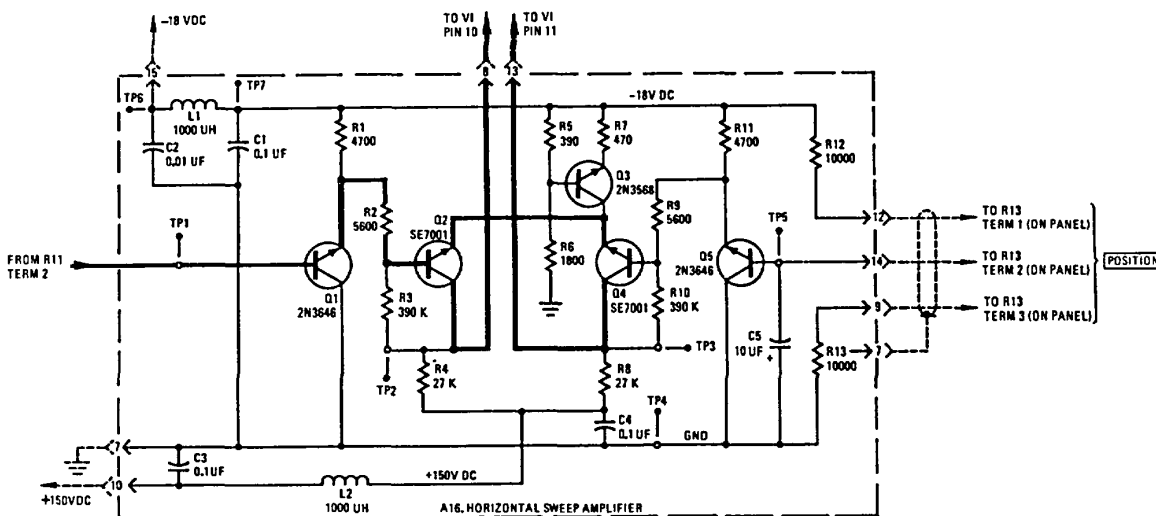 -18 VDC
TO VI
PIN 10
TO VI
PIN 11
15
8
13
TP6
TP7
-18V DC
L1
1000 UH
C2
0.01 UF
C1
0.1 UF
R1
4700
R5
390
R7
470
R11
4700
R12
10000
Q3
2N3568
R2
5600
Q2
SE7001
R9
5600
TP5
12
TO R13
TERM 1 (ON PANEL)
TP1
FROM R11
TERM 2
R6
1800
Q5
2N3646
14
TO R13
TERM 2 (ON PANEL)
POSITION
Q1
2N3646
R3
390 K
Q4
SE7001
R10
390 K
9
TO R13
TERM 3 (ON PANEL)
C5
10 UF
+
R13
10000
7
TP3
TP2
R4
27 K
R8
27 K
TP4
C4
0.1 UF
GND
7
C3
0.1UF
10
+150VDC
+150V DC
L2
1000 UH
A16, HORIZONTAL SWEEP AMPLIFIER